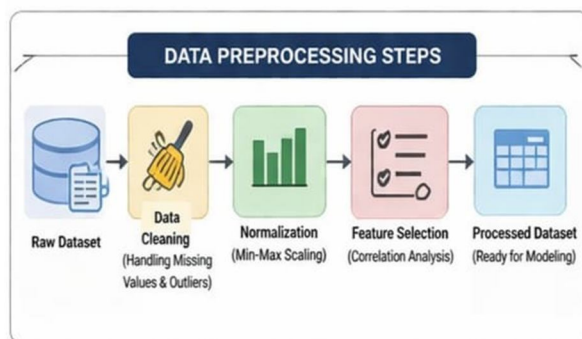 DATA PREPROCESSING STEPS
Raw Dataset
Data
Cleaning
(Handling Missing
Values & Outliers)
Normalization
(Min-Max Scaling)
Feature Selection
(Correlation Analysis)
Processed Dataset
(Ready for Modeling)